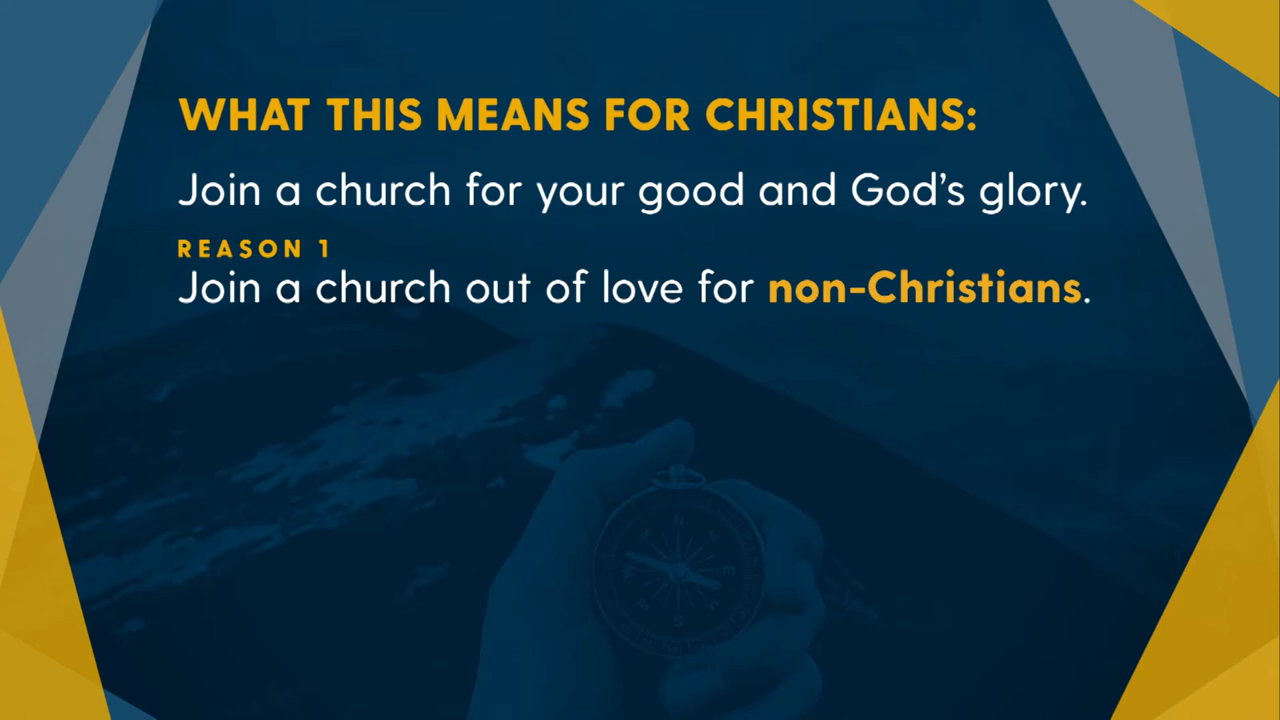 WHAT THIS MEANS FOR CHRISTIANS:
Join a church for your good and God’s glory.
REASON 1
Join a church out of love for non-Christians.
N
E
S
W